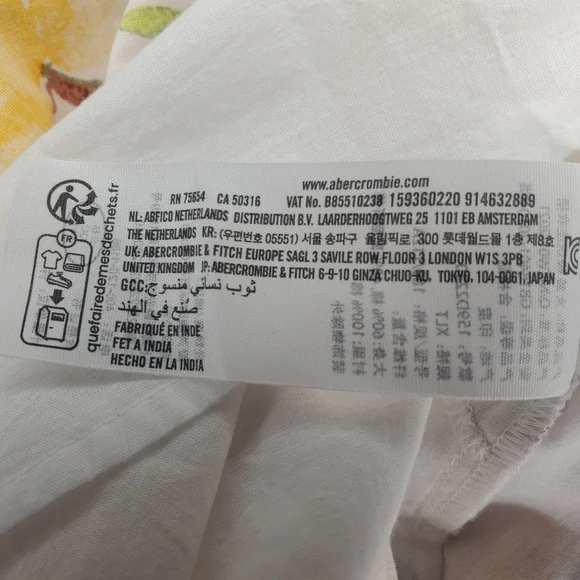 www.abercrombie.com
RN 75654 CA 50316 VAT No. B85510238 159360220 914632889
NL: ABFICO NETHERLANDS DISTRIBUTION B.V. LAARDERHOOGTWEG 25 1101 EB AMSTERDAM
THE NETHERLANDS KR: (우편번호 05551) 서울 송파구 올림픽로 300 롯데월드몰 1층 제8호
UK: ABERCROMBIE & FITCH EUROPE SAGL 3 SAVILE ROW FLOOR 3 LONDON W1S 3PB
UNITED KINGDOM JP: ABERCROMBIE & FITCH 6-9-10 GINZA CHUO-KU, TOKYO, 104-0061, JAPAN
GCC: ثوب نسائي منسوج
صنع في الهند
FABRIQUÉ EN INDE
FET A ÍNDIA
HECHO EN LA INDIA
FR
quefairedemesdechets.fr